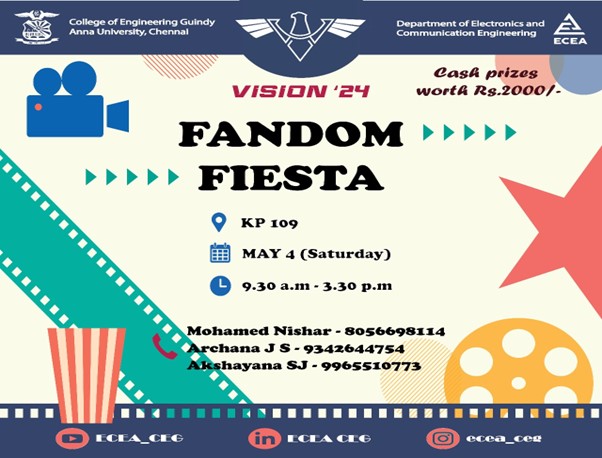 College of Engineering Guindy
Anna University, Chennai
Department of Electronics and
Communication Engineering
ECEA
VISION '24
Cash prizes
worth Rs.2000/-
FANDOM
FIESTA
KP 109
MAY 4 (Saturday)
9.30 a.m - 3.30 p.m
Mohamed Nishar - 8056698114
Archana J S - 9342644754
Akshayana SJ - 9965510773
ECEA_CEG
ECEA CEG
ecea_ceg